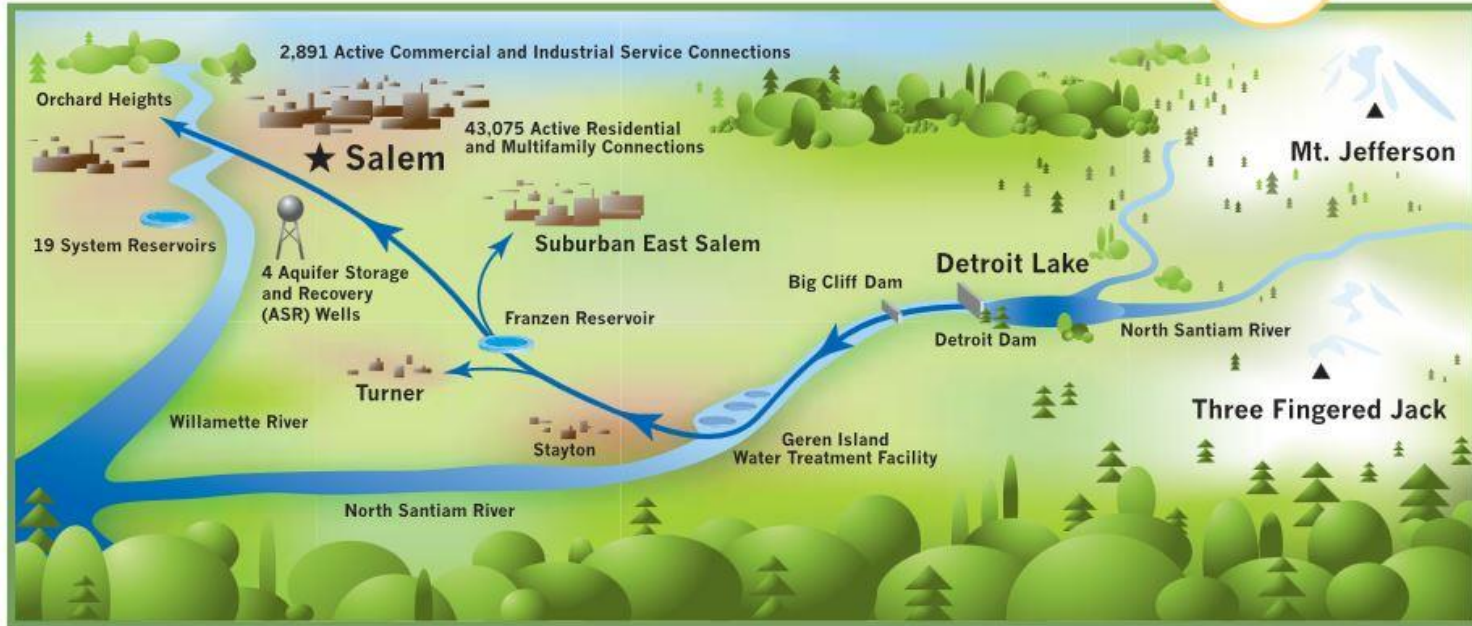 2,891 Active Commercial and Industrial Service Connections
Orchard Heights
43,075 Active Residential
and Multifamily Connections
★ Salem
Mt. Jefferson
19 System Reservoirs
4 Aquifer Storage
and Recovery
(ASR) Wells
Suburban East Salem
Detroit Lake
Big Cliff Dam
Franzen Reservoir
Detroit Dam
North Santiam River
Turner
Three Fingered Jack
Willamette River
Stayton
Geren Island
Water Treatment Facility
North Santiam River